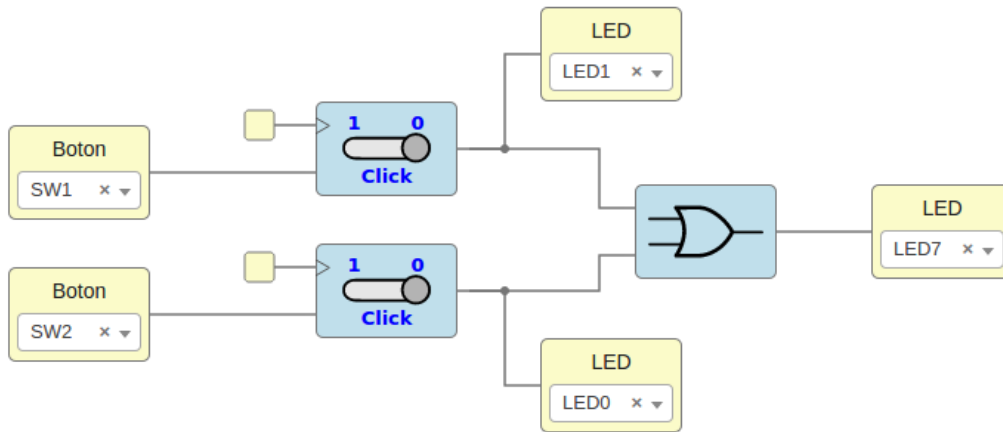 LED
LED1
1 0
Click
Boton
SW1
LED
LED7
1 0
Click
Boton
SW2
LED
LED0